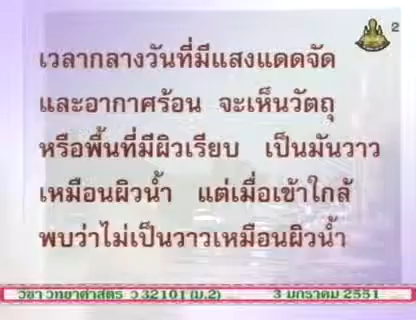 2
เวลากลางวันที่มีแสงแดดจัด
และอากาศร้อน จะเห็นวัตถุ
หรือพื้นที่มีผิวเรียบ เป็นมันวาว
เหมือนผิวน้ำ แต่เมื่อเข้าใกล้
พบว่าไม่เป็นวาวเหมือนผิวน้ำ
วิชา วิทยาศาสตร์ ว 32101 (ม.2) 3 มกราคม 2551